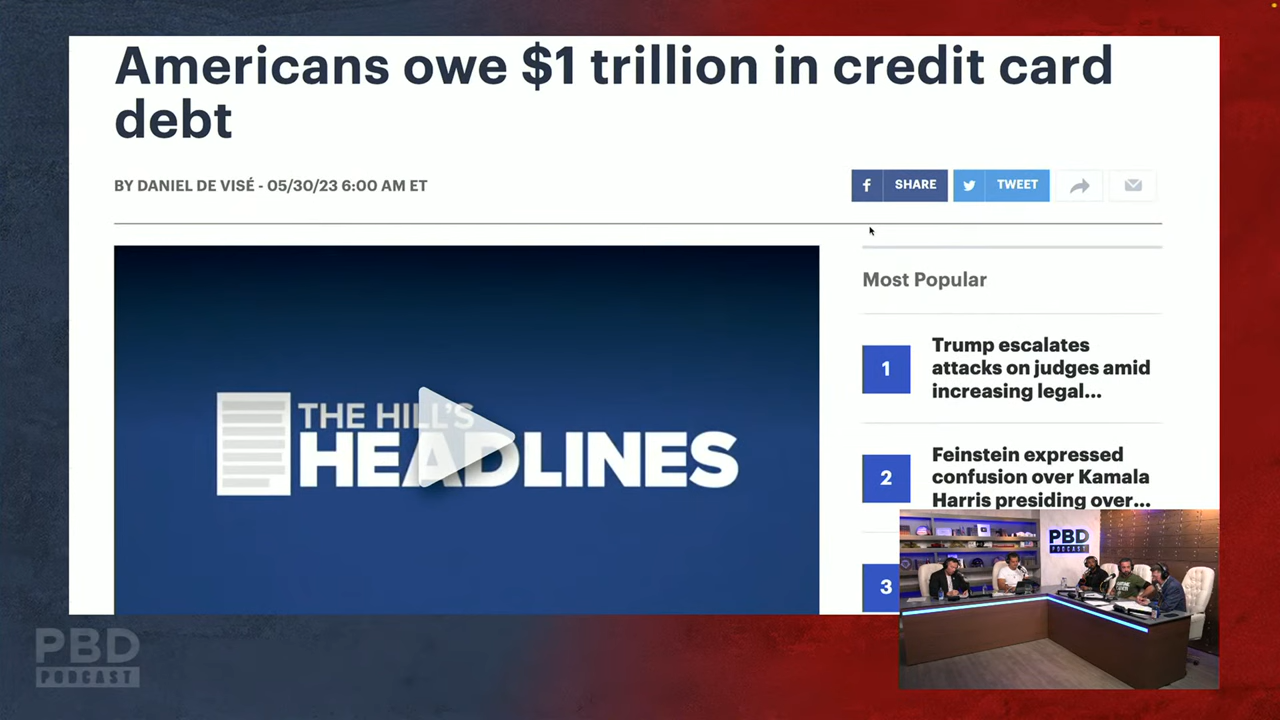 Americans owe $1 trillion in credit card
debt
BY DANIEL DE VISÉ - 05/30/23 6:00 AM ET
SHARE
TWEET
THE HILL'S
HEADLINES
Most Popular
1
Trump escalates
attacks on judges amid
increasing legal...
2
Feinstein expressed
confusion over Kamala
Harris presiding over...
3
PBD
PODCAST
PBD
PODCAST